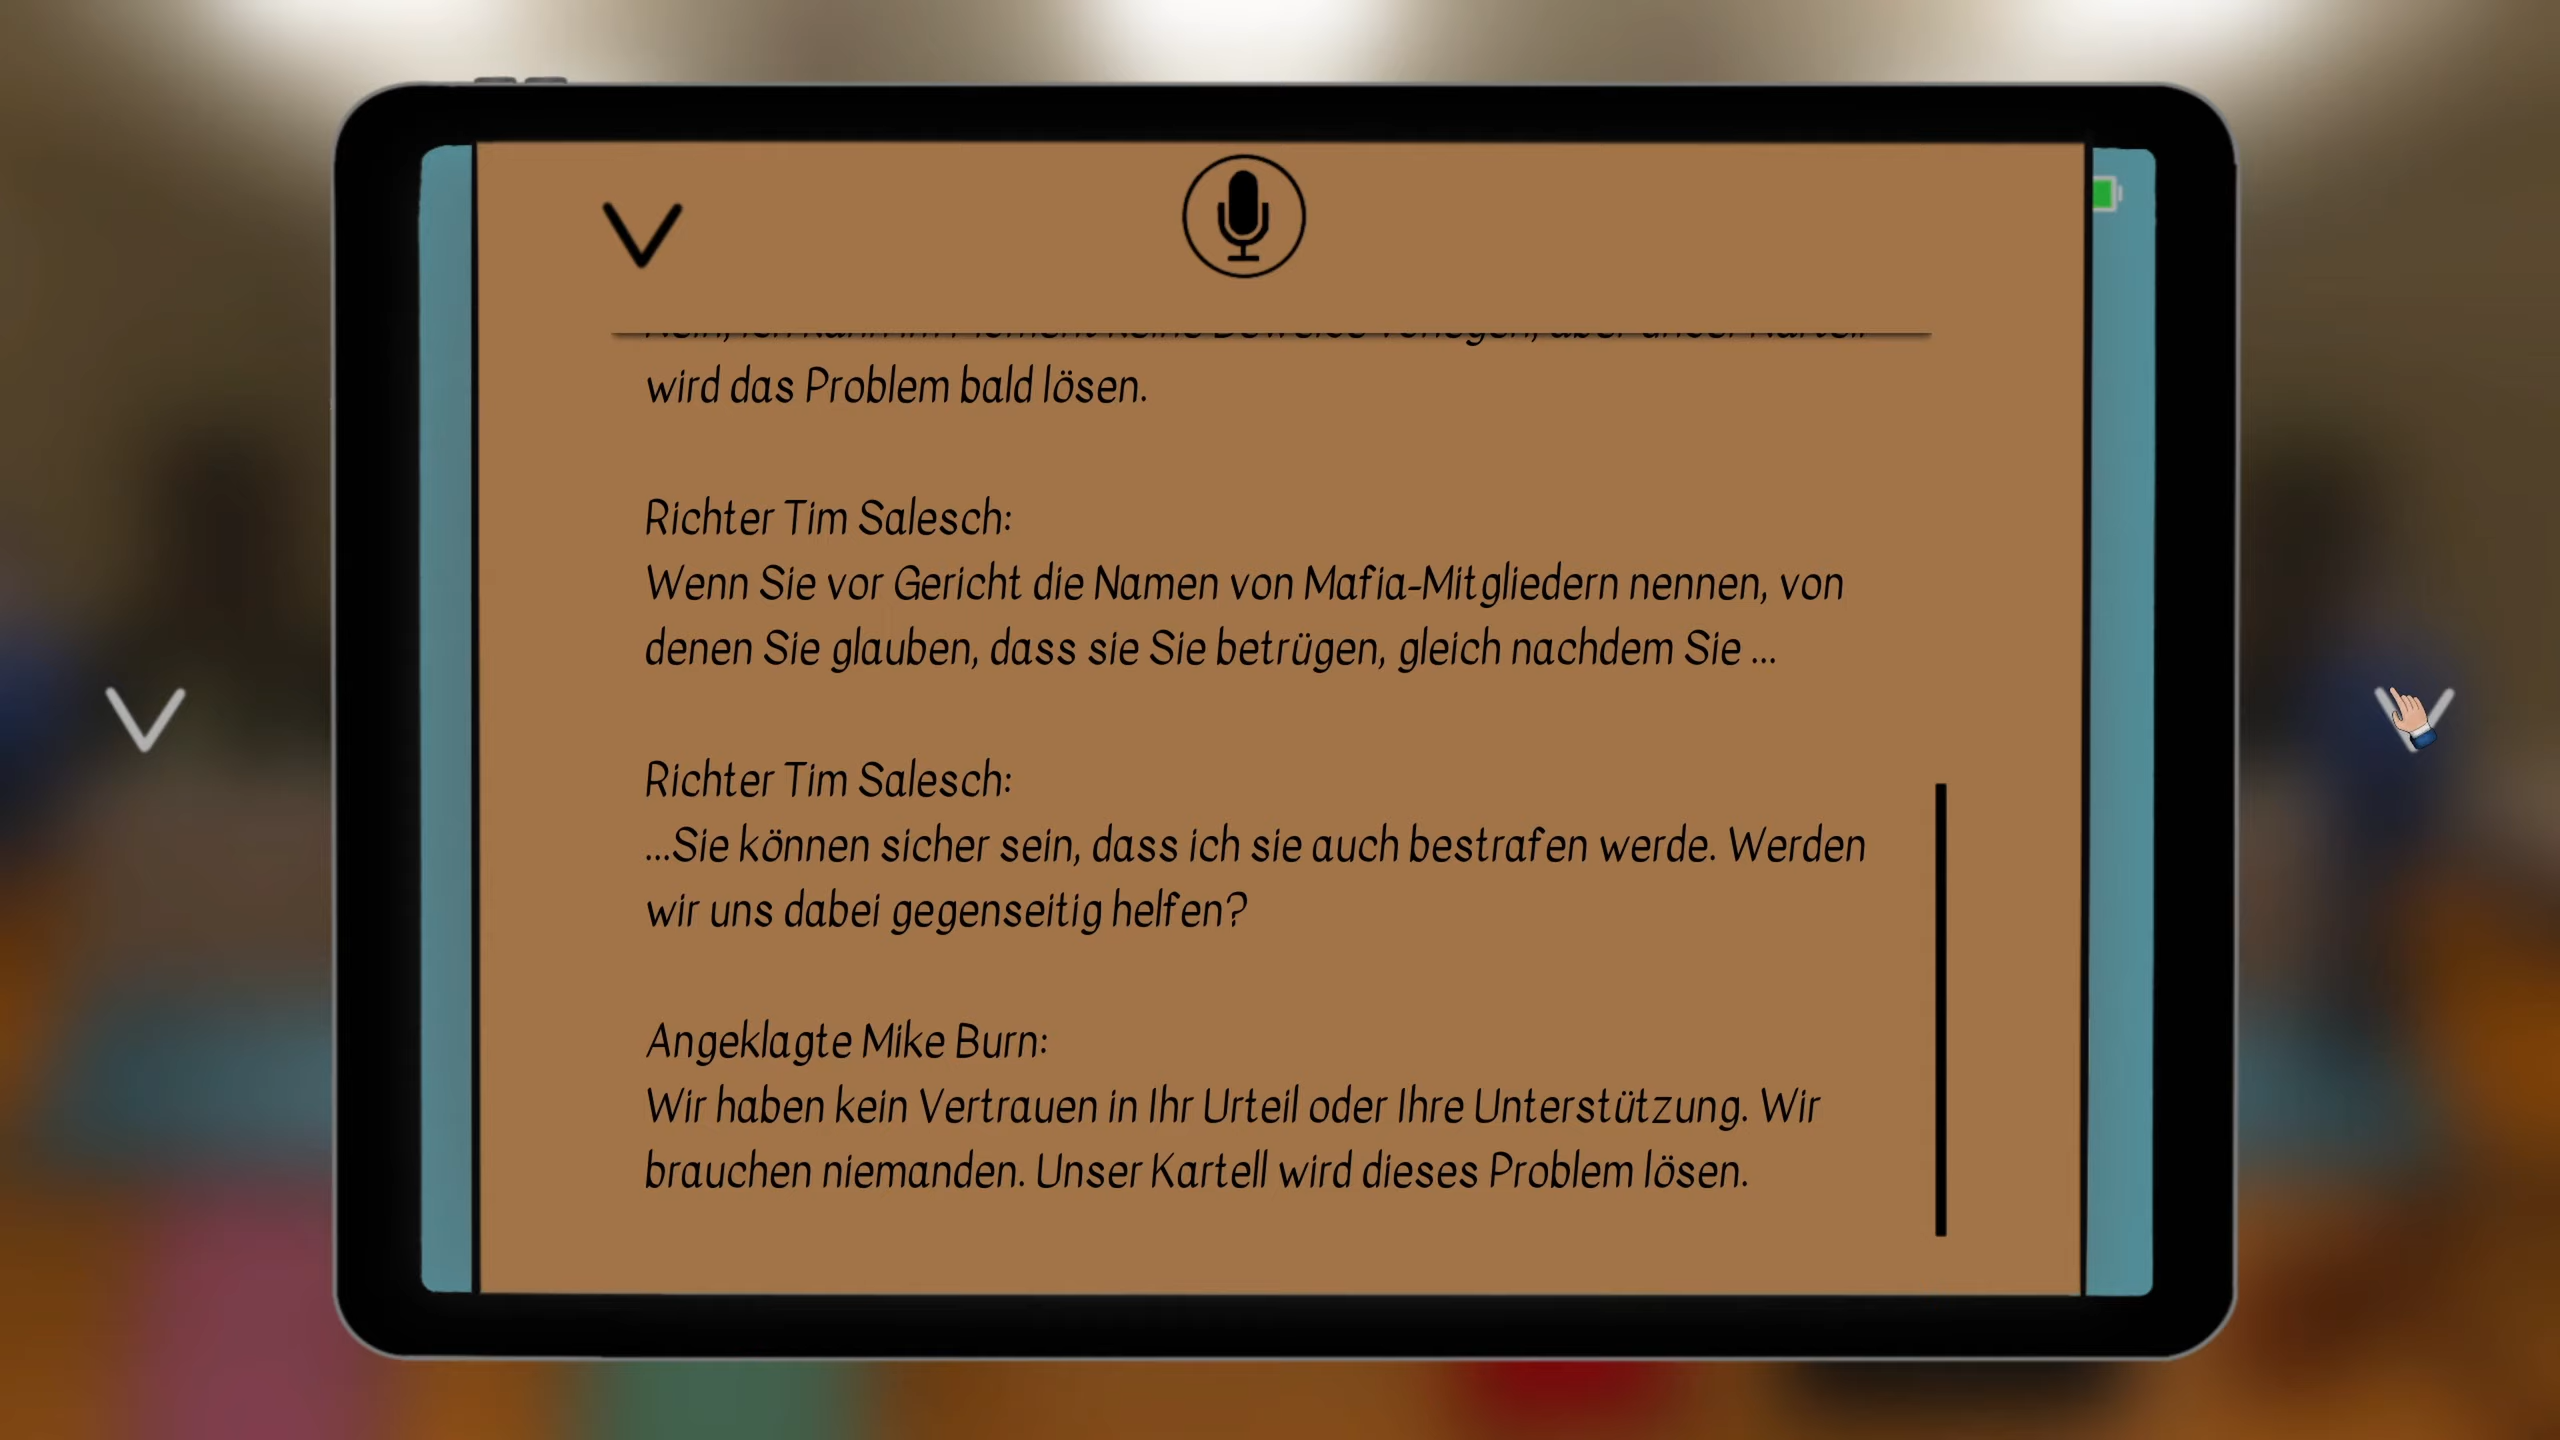 wird das Problem bald lösen.
Richter Tim Salesch:
Wenn Sie vor Gericht die Namen von Mafia-Mitgliedern nennen, von
denen Sie glauben, dass sie Sie betrügen, gleich nachdem Sie ...
Richter Tim Salesch:
...Sie können sicher sein, dass ich sie auch bestrafen werde. Werden
wir uns dabei gegenseitig helfen?
Angeklagte Mike Burn:
Wir haben kein Vertrauen in Ihr Urteil oder Ihre Unterstützung. Wir
brauchen niemanden. Unser Kartell wird dieses Problem lösen.